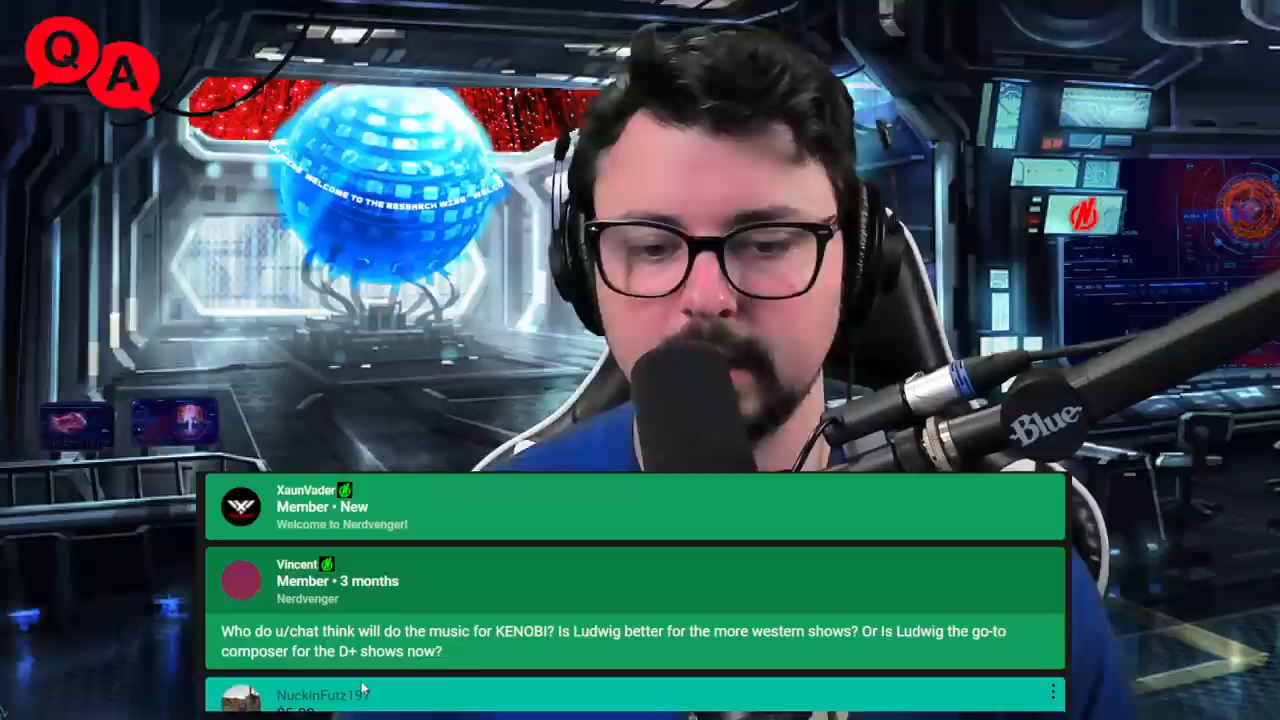 Q
A
WELCOME TO THE RESEARCH WING
WELCO
N
Blue
XaunVader
Member • New
Welcome to Nerdvenger!
Vincent
Member • 3 months
Nerdvenger
Who do u/chat think will do the music for KENOBI? Is Ludwig better for the more western shows? Or Is Ludwig the go-to
composer for the D+ shows now?
NuckinFutz197